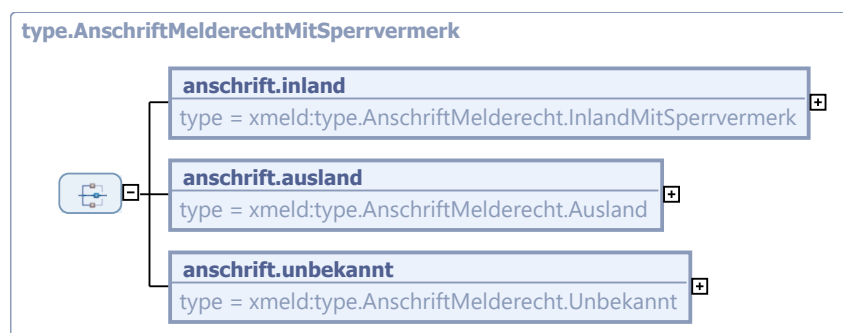 type.AnschriftMelderechtMitSperrvermerk
anschrift.inland
type = xmeld:type.AnschriftMelderecht.InlandMitSperrvermerk
anschrift.ausland
type = xmeld:type.AnschriftMelderecht.Ausland
anschrift.unbekannt
type = xmeld:type.AnschriftMelderecht.Unbekannt